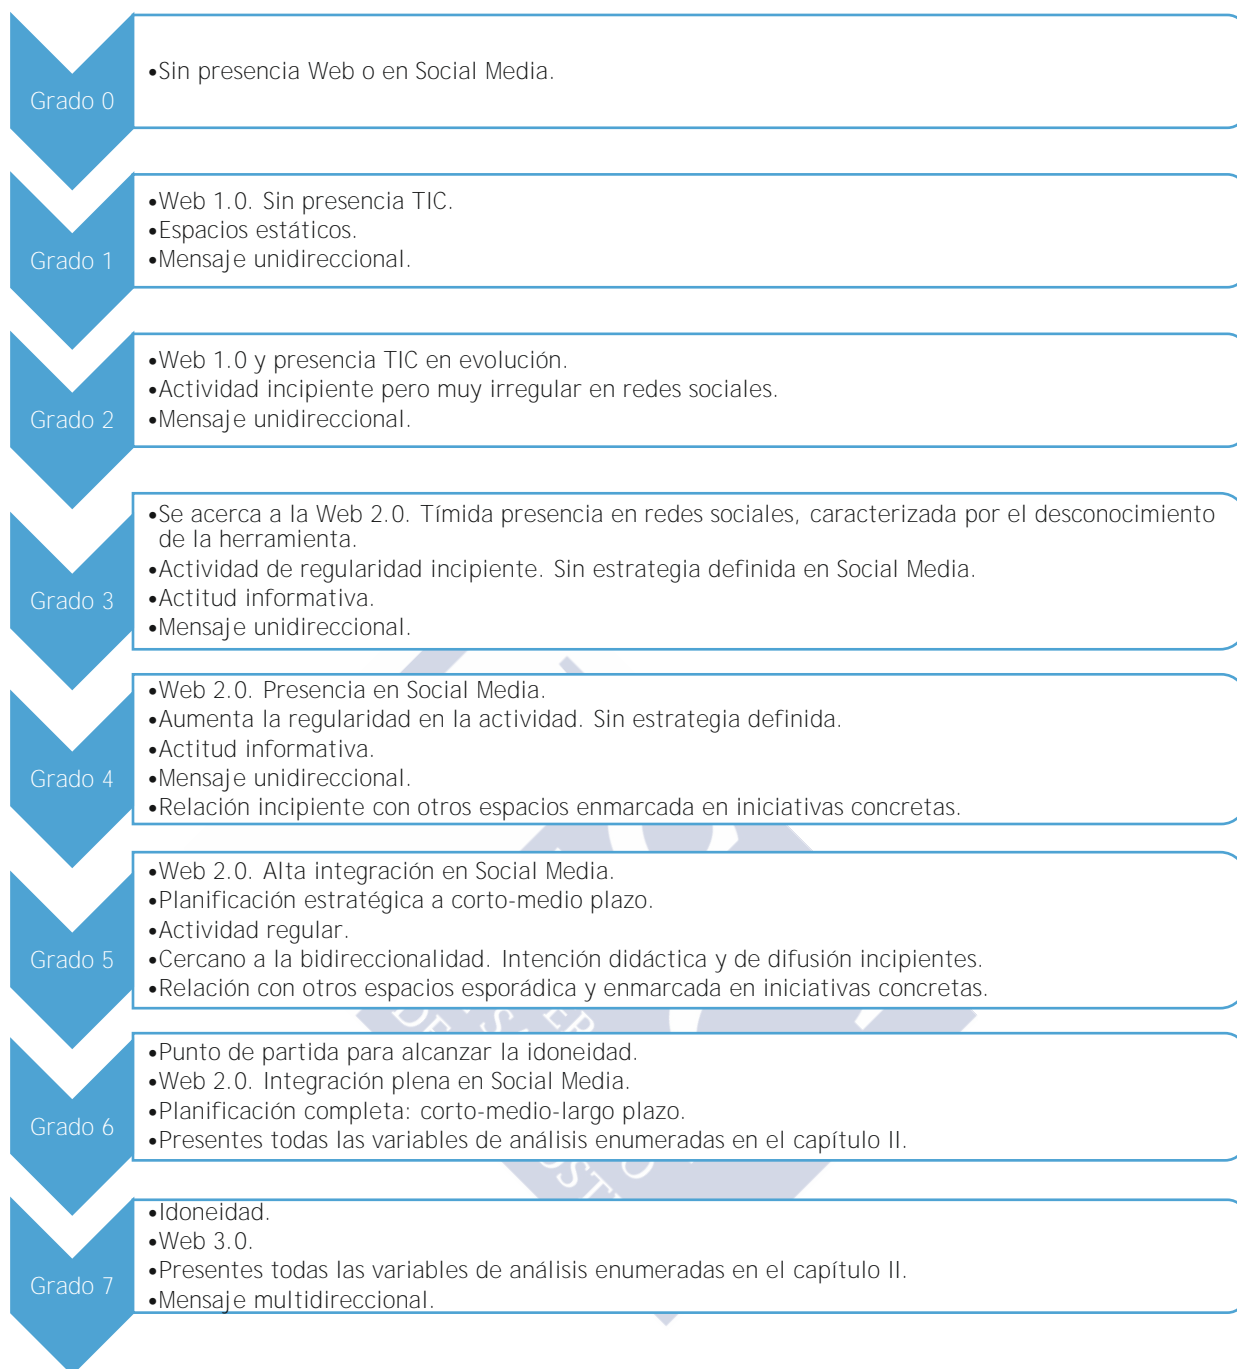 Grado 0
•Sin presencia Web o en Social Media.
Grado 1
•Web 1.0. Sin presencia TIC.
•Espacios estáticos.
•Mensaje unidireccional.
Grado 2
•Web 1.0 y presencia TIC en evolución.
•Actividad incipiente pero muy irregular en redes sociales.
•Mensaje unidireccional.
Grado 3
•Se acerca a la Web 2.0. Tímida presencia en redes sociales, caracterizada por el desconocimiento
de la herramienta.
•Actividad de regularidad incipiente. Sin estrategia definida en Social Media.
•Actitud informativa.
•Mensaje unidireccional.
Grado 4
•Web 2.0. Presencia en Social Media.
•Aumenta la regularidad en la actividad. Sin estrategia definida.
•Actitud informativa.
•Mensaje unidireccional.
•Relación incipiente con otros espacios enmarcada en iniciativas concretas.
Grado 5
•Web 2.0. Alta integración en Social Media.
•Planificación estratégica a corto-medio plazo.
•Actividad regular.
•Cercano a la bidireccionalidad. Intención didáctica y de difusión incipientes.
•Relación con otros espacios esporádica y enmarcada en iniciativas concretas.
Grado 6
•Punto de partida para alcanzar la idoneidad.
•Web 2.0. Integración plena en Social Media.
•Planificación completa: corto-medio-largo plazo.
•Presentes todas las variables de análisis enumeradas en el capítulo II.
Grado 7
•Idoneidad.
•Web 3.0.
•Presentes todas las variables de análisis enumeradas en el capítulo II.
•Mensaje multidireccional.